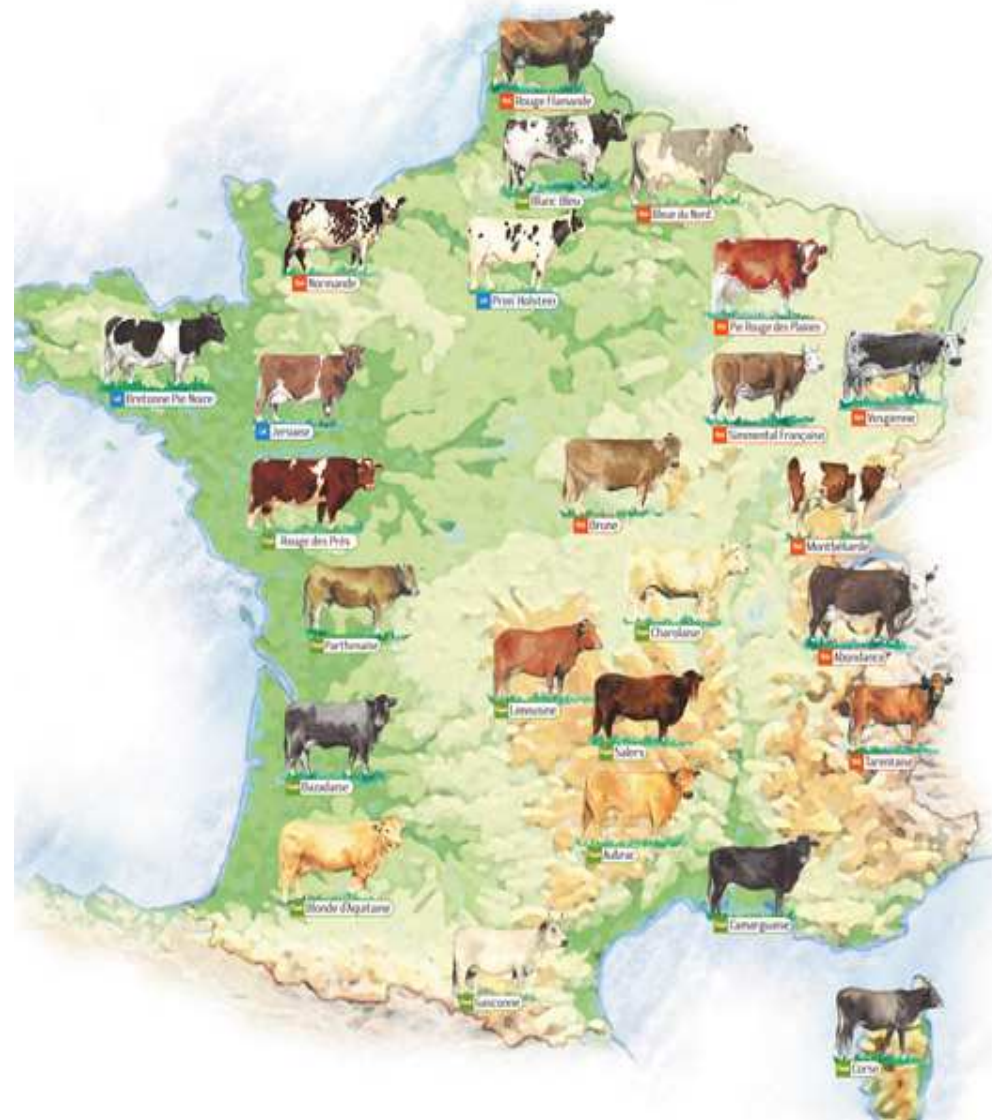 Rouge Flamande
Blanc Bleu
Bleue du Nord
Normande
Prim' Holstein
Pie Rouge des Plaines
Bretonne Pie Noire
Jersiaise
Simmental Française
Vosgienne
Rouge des Prés
Brune
Montbéliarde
Parthenaise
Charolaise
Abondance
Limousine
Salers
Tarentaise
Bazadaise
Aubrac
Blonde d'Aquitaine
Camarguaise
Gasconne
Corse